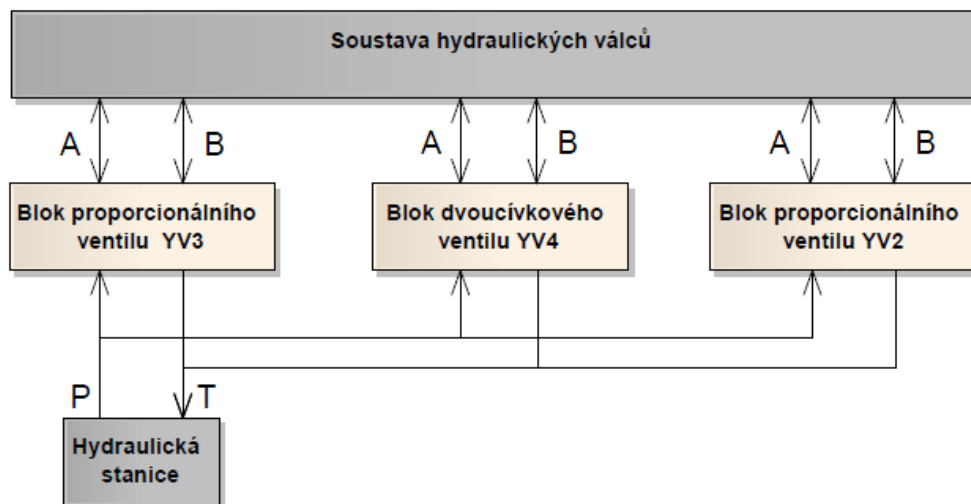 Soustava hydraulických válců
A B A B A B
Blok proporcionálního
ventilu YV3
Blok dvoucívkového
ventilu YV4
Blok proporcionálního
ventilu YV2
P T
Hydraulická
stanice